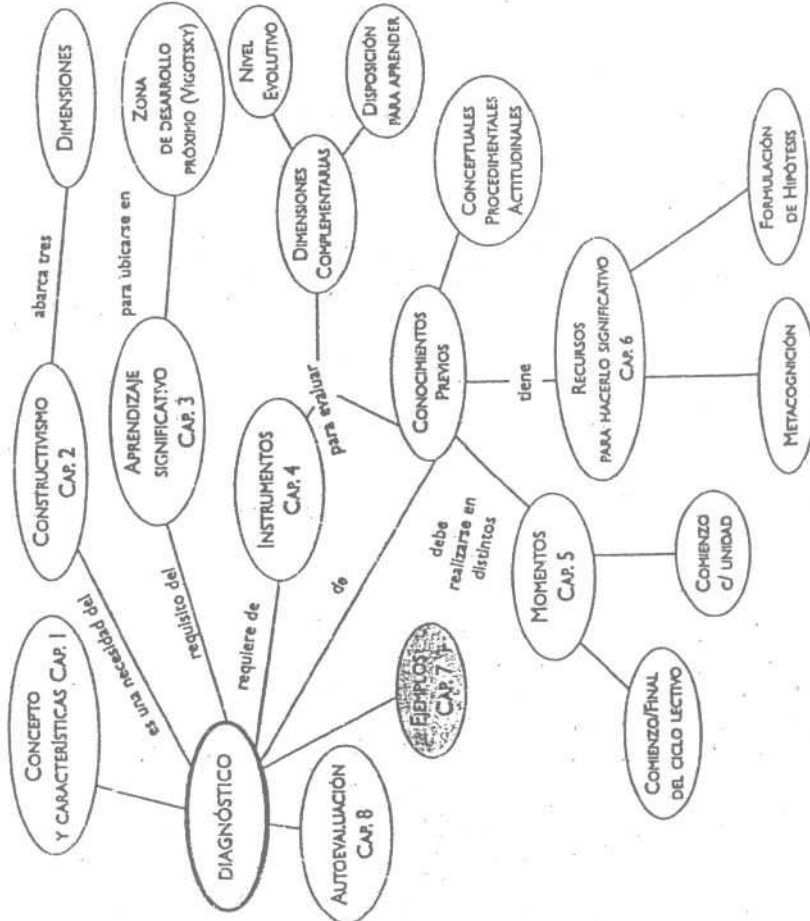 CONCEPTO
Y CARACTERÍSTICAS CAP. 1
es una necesidad del
CONSTRUCTIVISMO
CAP. 2
abarca tres
DIMENSIONES
DIAGNÓSTICO
requisito del
APRENDIZAJE
SIGNIFICATIVO
CAP. 3
para ubicarse en
ZONA
DE DESARROLLO
PRÓXIMO (VIGOTSKY)
requiere de
INSTRUMENTOS
CAP. 4
para evaluar
DIMENSIONES
COMPLEMENTARIAS
NIVEL
EVOLUTIVO
DISPOSICIÓN
PARA APRENDER
de
CONOCIMIENTOS
PREVIOS
CONCEPTUALES
PROCEDIMENTALES
ACTITUDINALES
AUTOEVALUACIÓN
CAP. 8
EJEMPLOS
CAP. 7
debe
realizarse en
distintos
MOMENTOS
CAP. 5
tiene
RECURSOS
PARA HACERLO SIGNIFICATIVO
CAP. 6
COMIENZO/FINAL
DEL CICLO LECTIVO
COMIENZO
C/ UNIDAD
METACOGNICIÓN
FORMULACIÓN
DE HIPÓTESIS